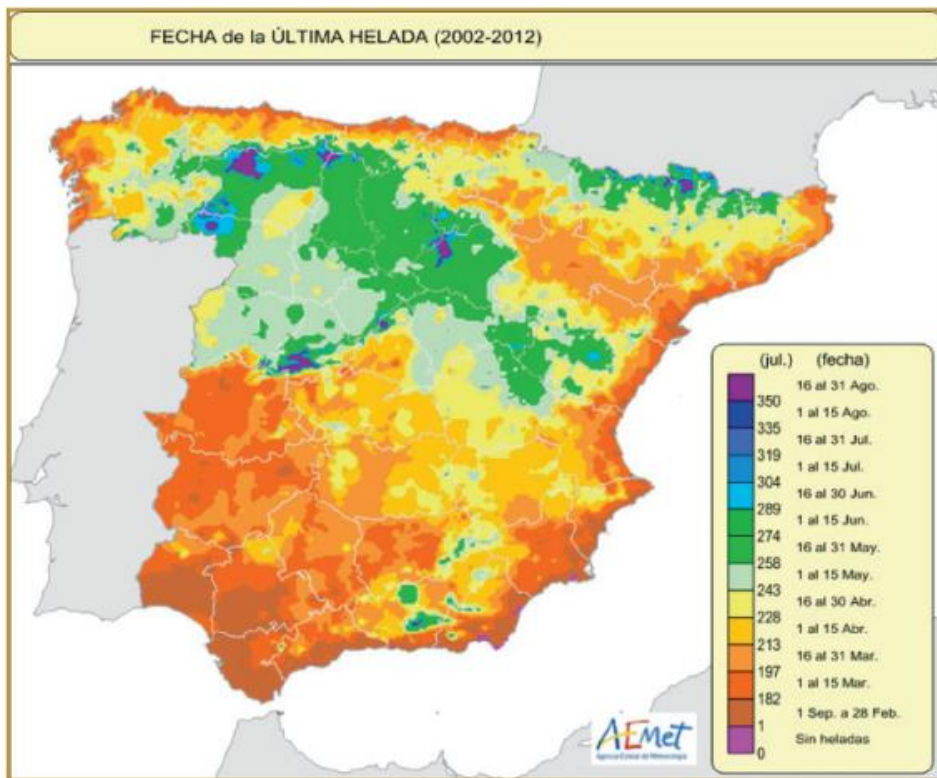 FECHA de la ÚLTIMA HELADA (2002-2012)
(jul.) (fecha)
16 al 31 Ago.
350
1 al 15 Ago.
335
16 al 31 Jul.
319
1 al 15 Jul.
304
16 al 30 Jun.
289
1 al 15 Jun.
274
16 al 31 May.
258
1 al 15 May.
243
16 al 30 Abr.
228
1 al 15 Abr.
213
16 al 31 Mar.
197
1 al 15 Mar.
182
1 Sep. a 28 Feb.
1
Sin heladas
0
AEmet
Agencia Estatal de Meteorología